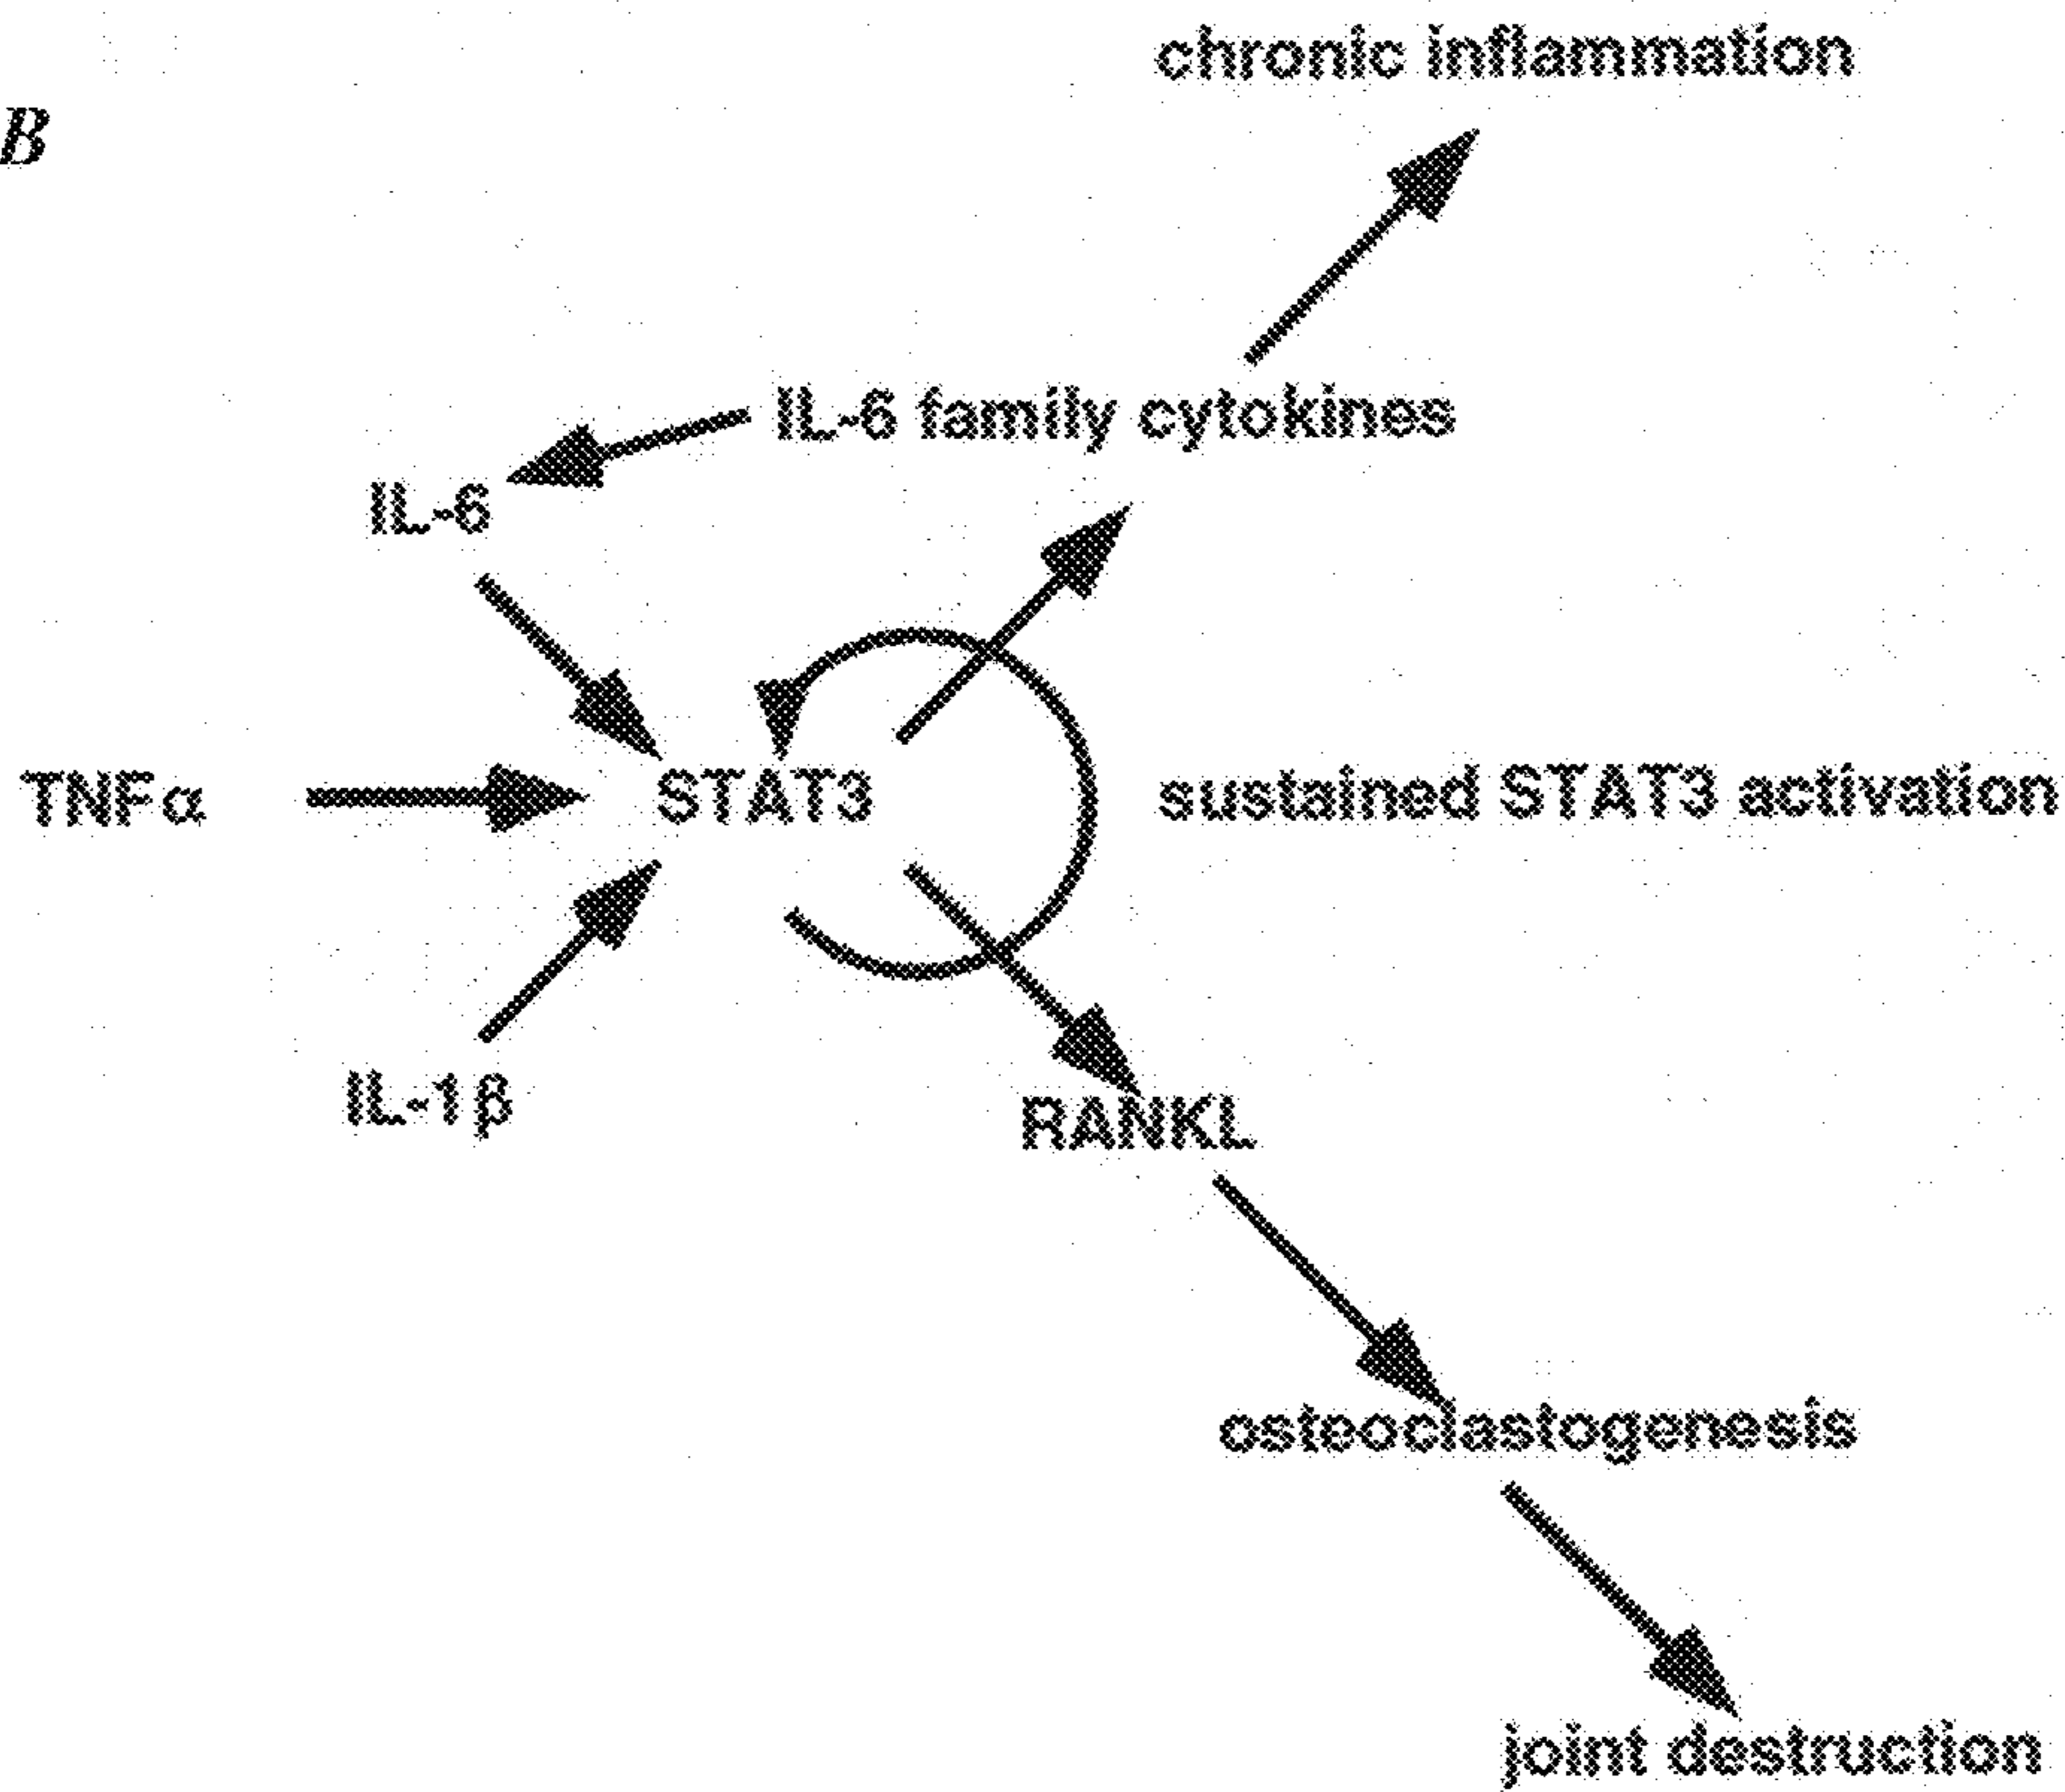 chronic inflammation
B
IL-6 family cytokines
IL-6
TNFα
STAT3
sustained STAT3 activation
IL-1β
RANKL
osteoclastogenesis
joint destruction